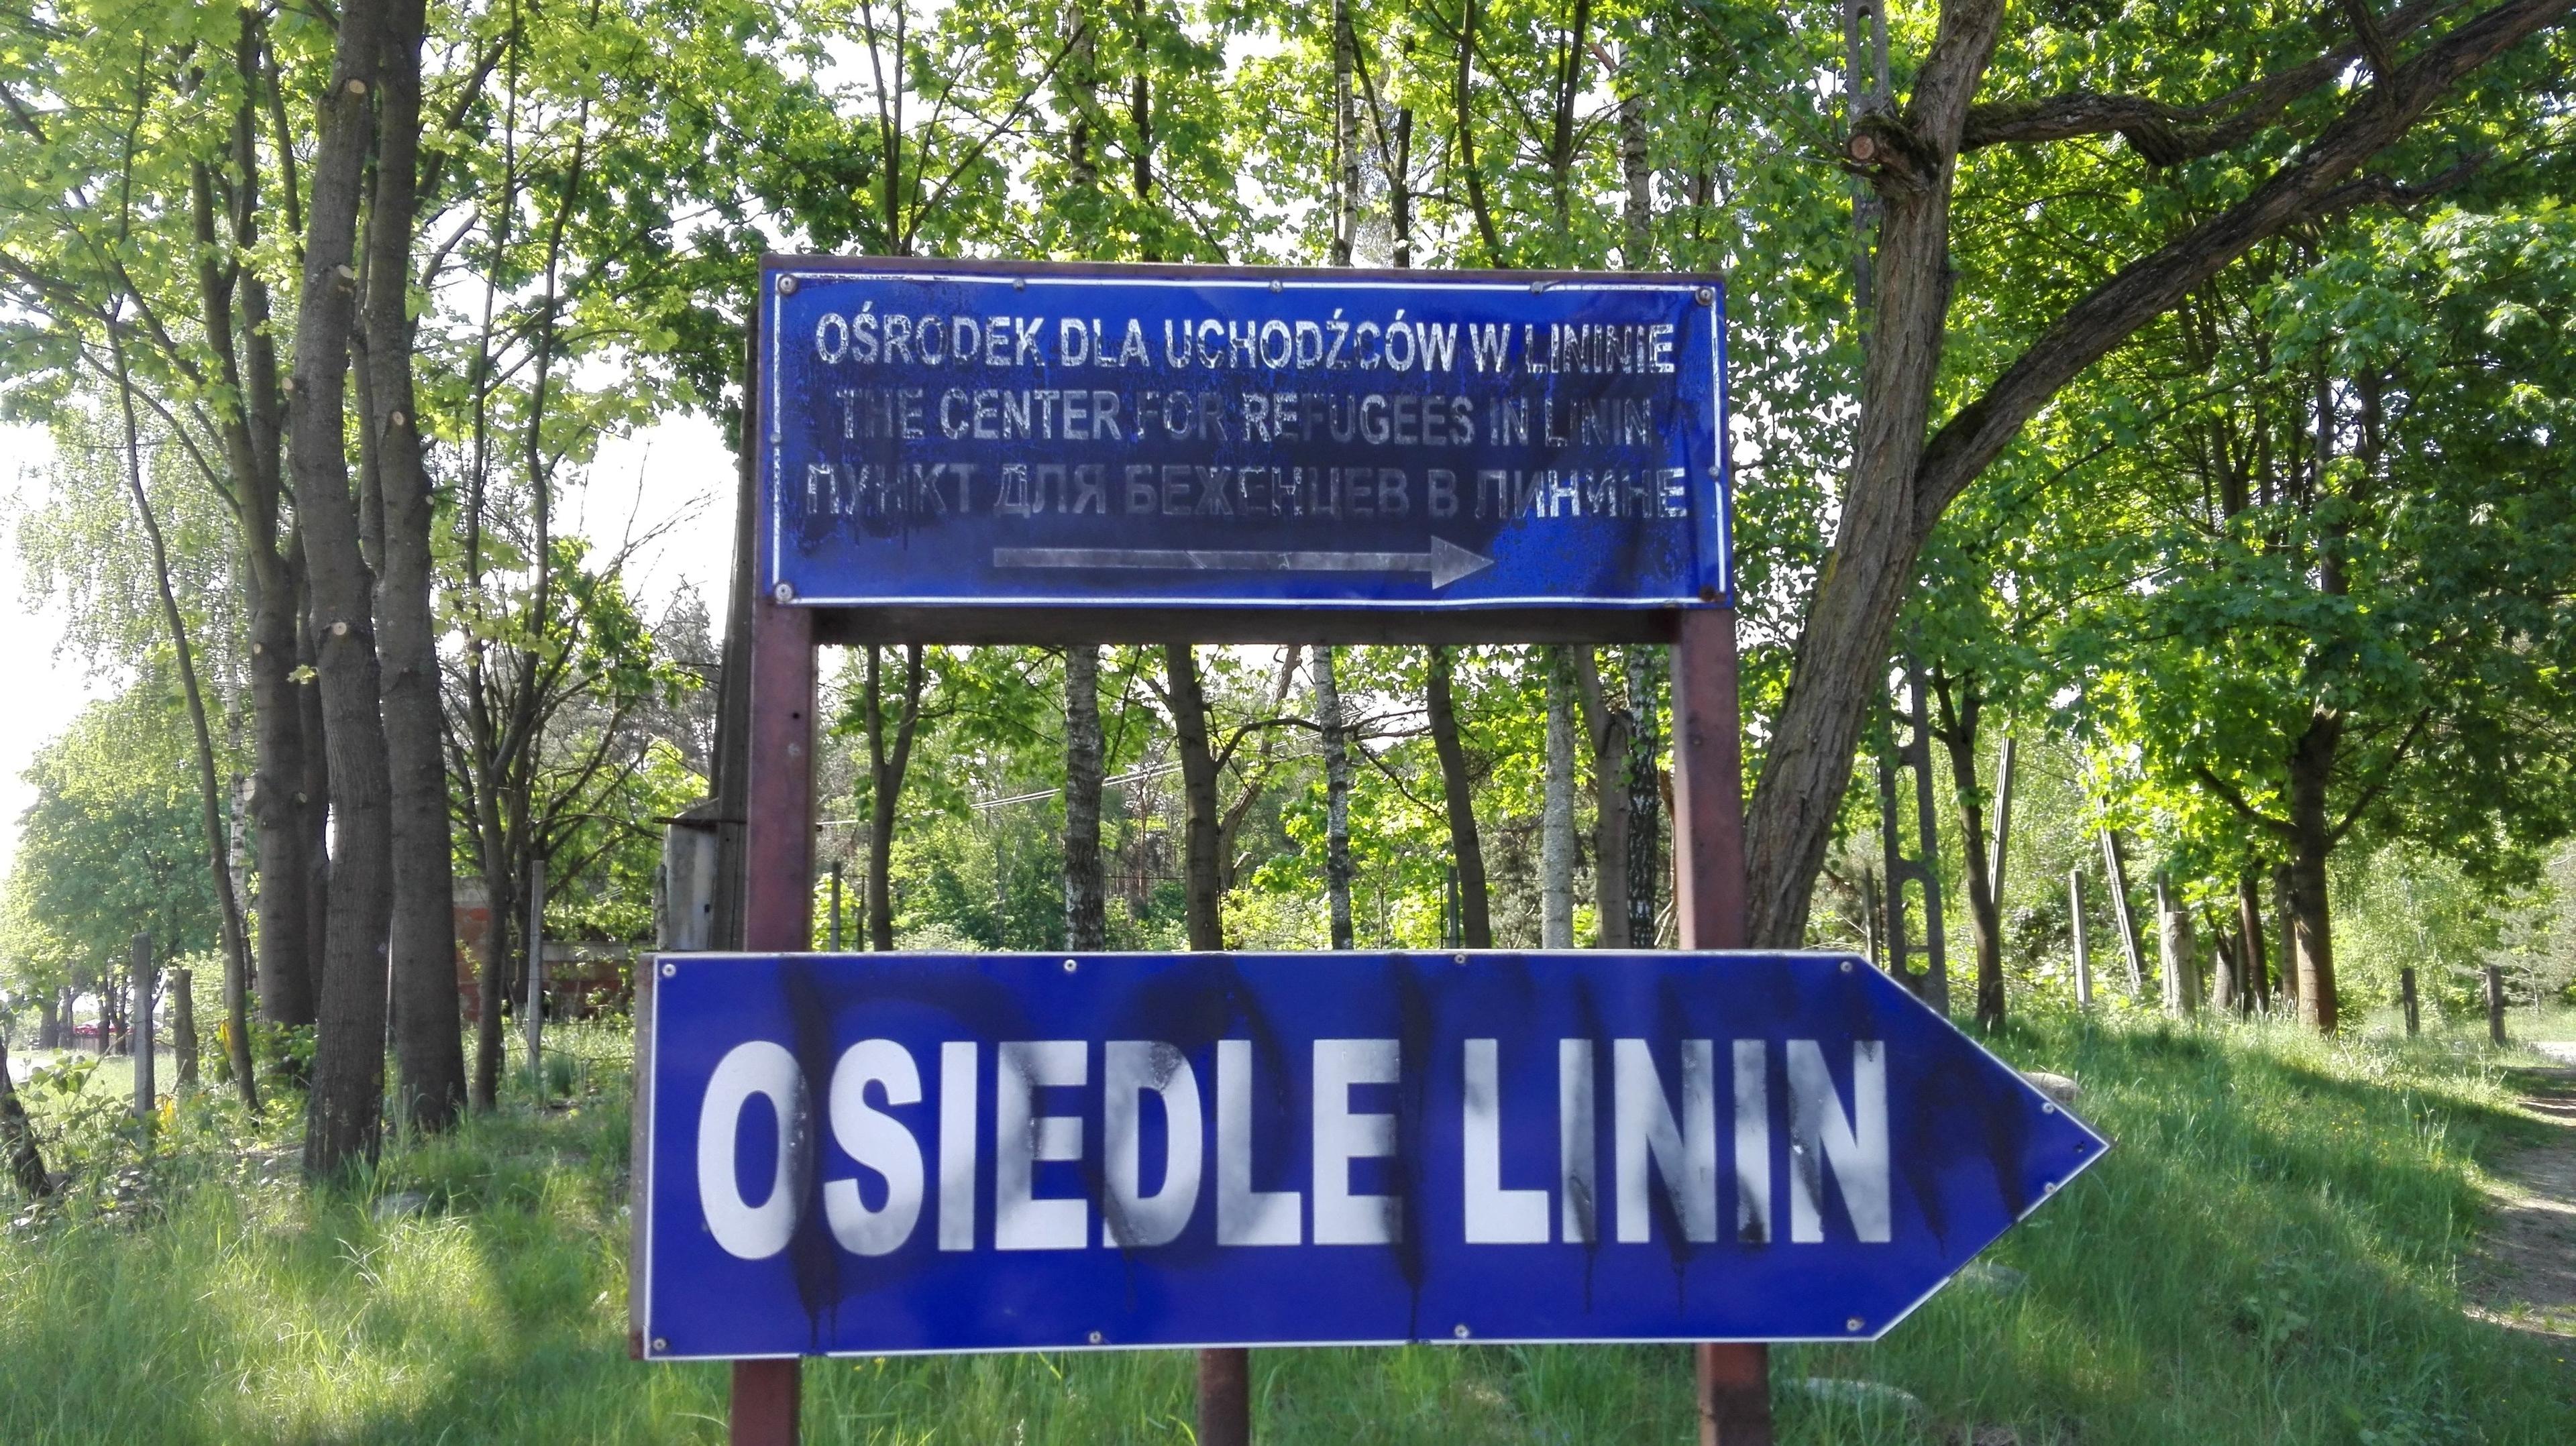 OŚRODEK DLA UCHODŹCÓW W LININIE
THE CENTER FOR REFUGEES IN LININ
ПУНКТ ДЛЯ БЕЖЕНЦЕВ В ЛИНИНЕ
OSIEDLE LININ